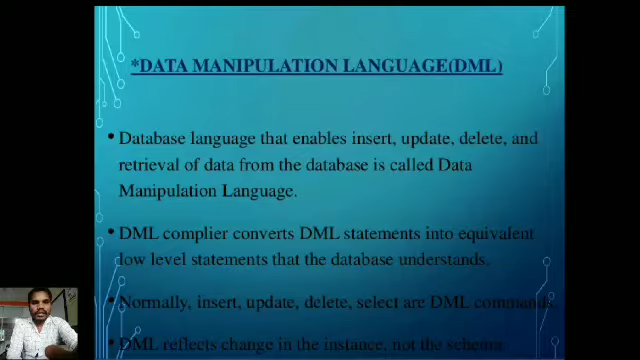 *DATA MANIPULATION LANGUAGE(DML)
• Database language that enables insert, update, delete, and
retrieval of data from the database is called Data
Manipulation Language.
• DML complier converts DML statements into equivalent
low level statements that the database understands.
• Normally, insert, update, delete, select are DML commands.
• DML reflects change in the instance, not the schema.